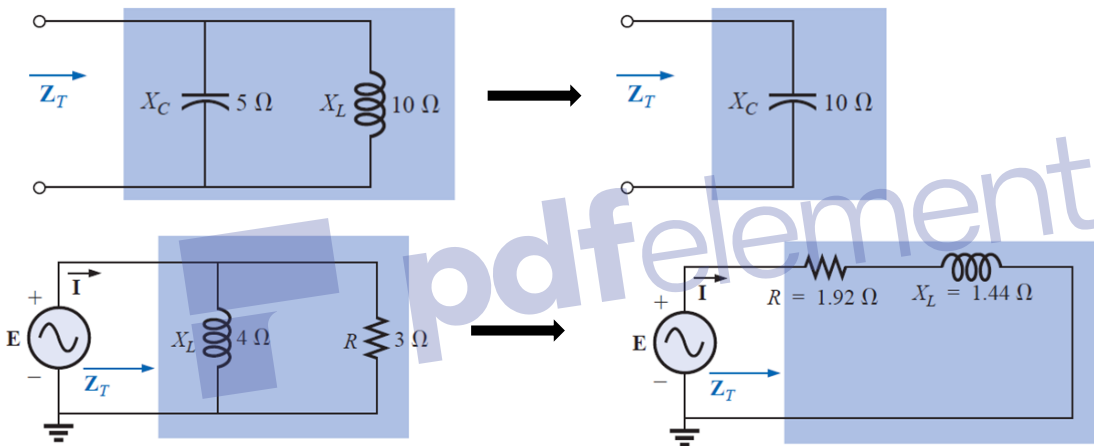 Z_T
X_C 5 Ω
X_L 10 Ω
Z_T
X_C 10 Ω
pdfelement
I
+
E
−
X_L 4 Ω
R 3 Ω
Z_T
I
+
E
−
R = 1.92 Ω
X_L = 1.44 Ω
Z_T